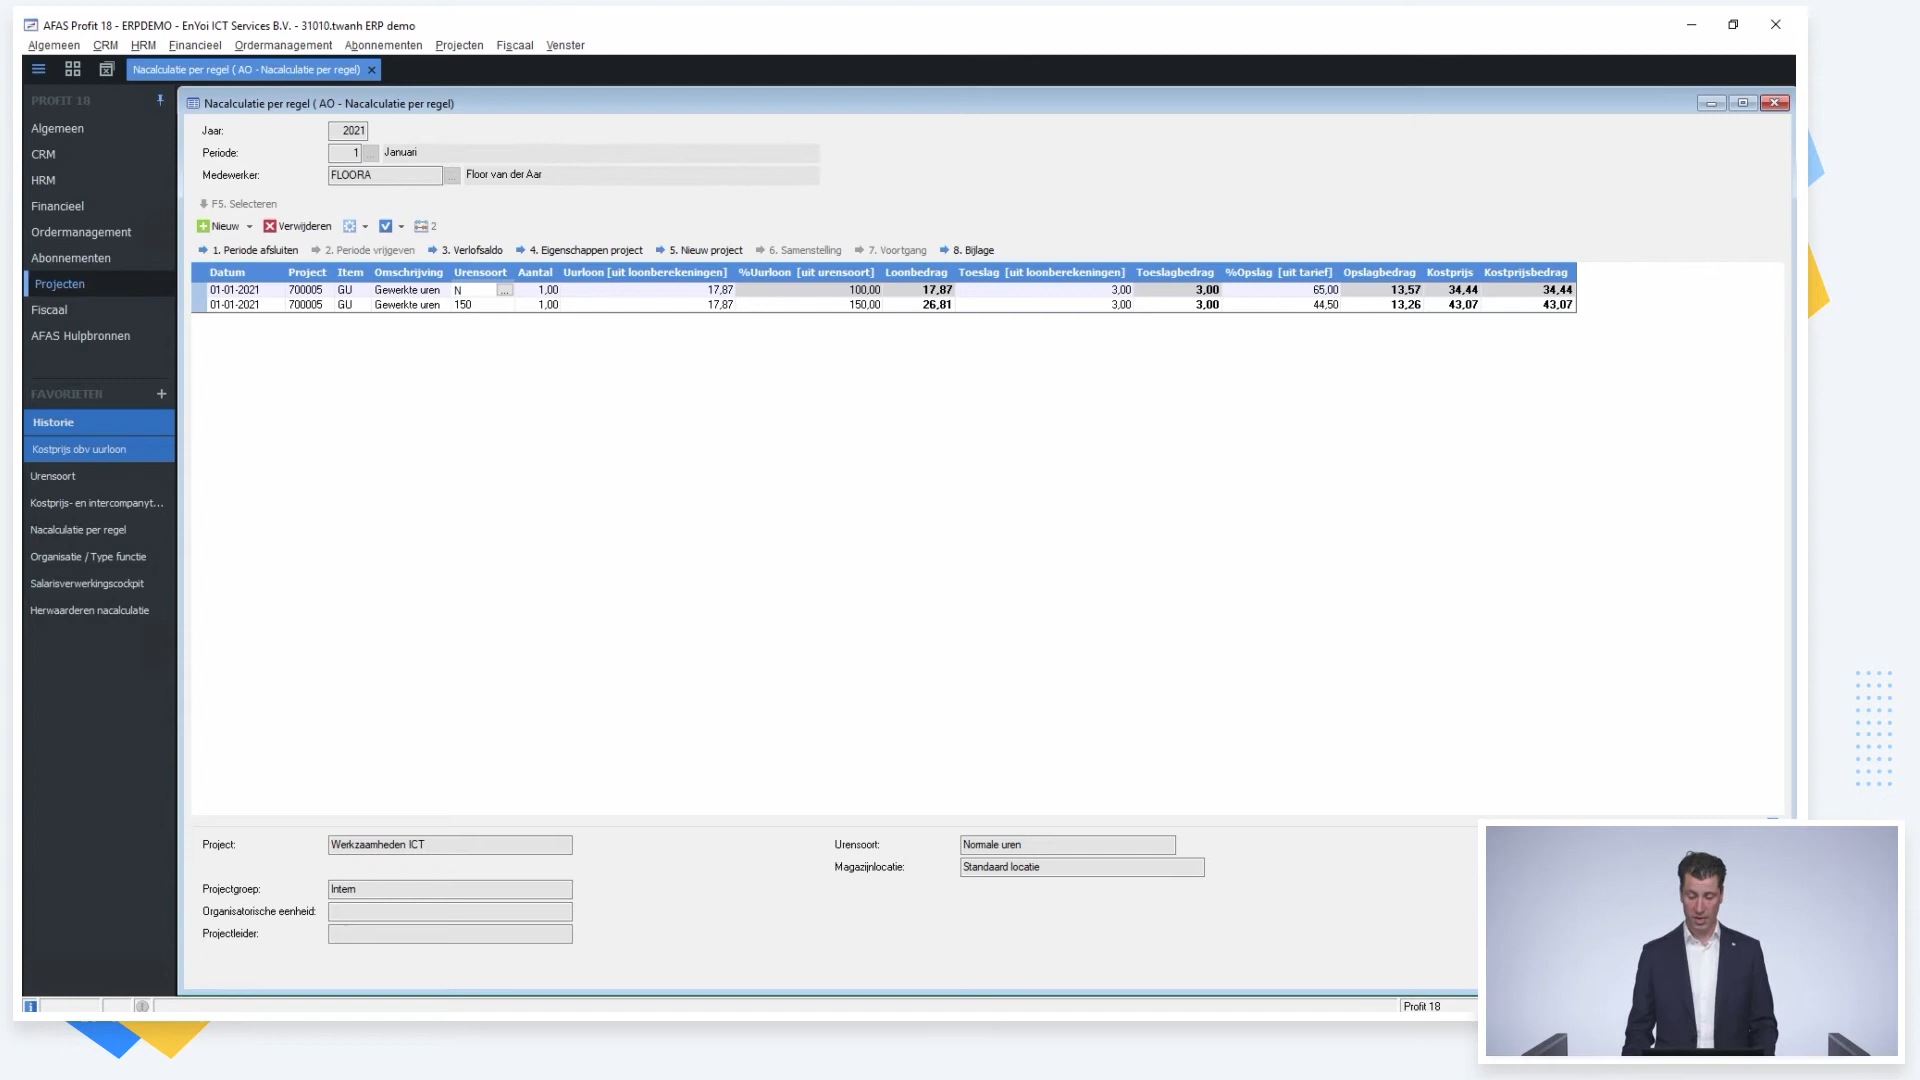 AFAS Profit 18 - ERPDEMO - EnYoi ICT Services B.V. - 31010.twanh ERP demo
Algemeen CRM HRM Financieel Ordermanagement Abonnementen Projecten Fiscaal Venster
Nacalculatie per regel ( AO - Nacalculatie per regel)
PROFIT 18
Algemeen
CRM
HRM
Financieel
Ordermanagement
Abonnementen
Projecten
Fiscaal
AFAS Hulpbronnen
FAVORIETEN +
Historie
Kostprijs obv uurloon
Urensoort
Kostprijs- en intercompanyt...
Nacalculatie per regel
Organisatie / Type functie
Salarisverwerkingscockpit
Herwaarderen nacalculatie
Nacalculatie per regel ( AO - Nacalculatie per regel)
Jaar: 2021
Periode: 1 ... Januari
Medewerker: FLOORA ... Floor van der Aar
F5. Selecteren
Nieuw Verwijderen 2
1. Periode afsluiten 2. Periode vrijgeven 3. Verlofsaldo 4. Eigenschappen project 5. Nieuw project 6. Samenstelling 7. Voortgang 8. Bijlage
Datum Project Item Omschrijving Urensoort Aantal Uurloon [uit loonberekeningen] %Uurloon [uit urensoort] Loonbedrag Toeslag [uit loonberekeningen] Toeslagbedrag %Opslag [uit tarief] Opslagbedrag Kostprijs Kostprijsbedrag
01-01-2021 700005 GU Gewerkte uren N ... 1,00 17,87 100,00 17,87 3,00 3,00 65,00 13,57 34,44 34,44
01-01-2021 700005 GU Gewerkte uren 150 1,00 17,87 150,00 26,81 3,00 3,00 44,50 13,26 43,07 43,07
Project: Werkzaamheden ICT
Projectgroep: Intern
Organisatorische eenheid:
Projectleider:
Urensoort: Normale uren
Magazijnlocatie: Standaard locatie
Profit 18